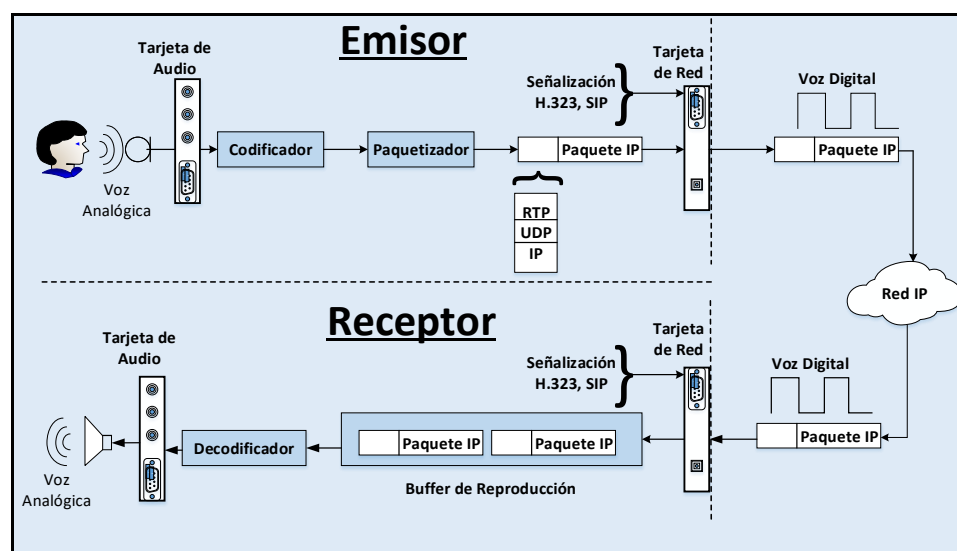 Emisor
Tarjeta de
Audio
Tarjeta
de Red
Señalización
H.323, SIP
Voz Digital
Voz
Analógica
Codificador
Paquetizador
Paquete IP
Paquete IP
RTP
UDP
IP
Red IP
Receptor
Tarjeta de
Audio
Tarjeta
de Red
Señalización
H.323, SIP
Voz Digital
Voz
Analógica
Decodificador
Paquete IP
Paquete IP
Paquete IP
Buffer de Reproducción